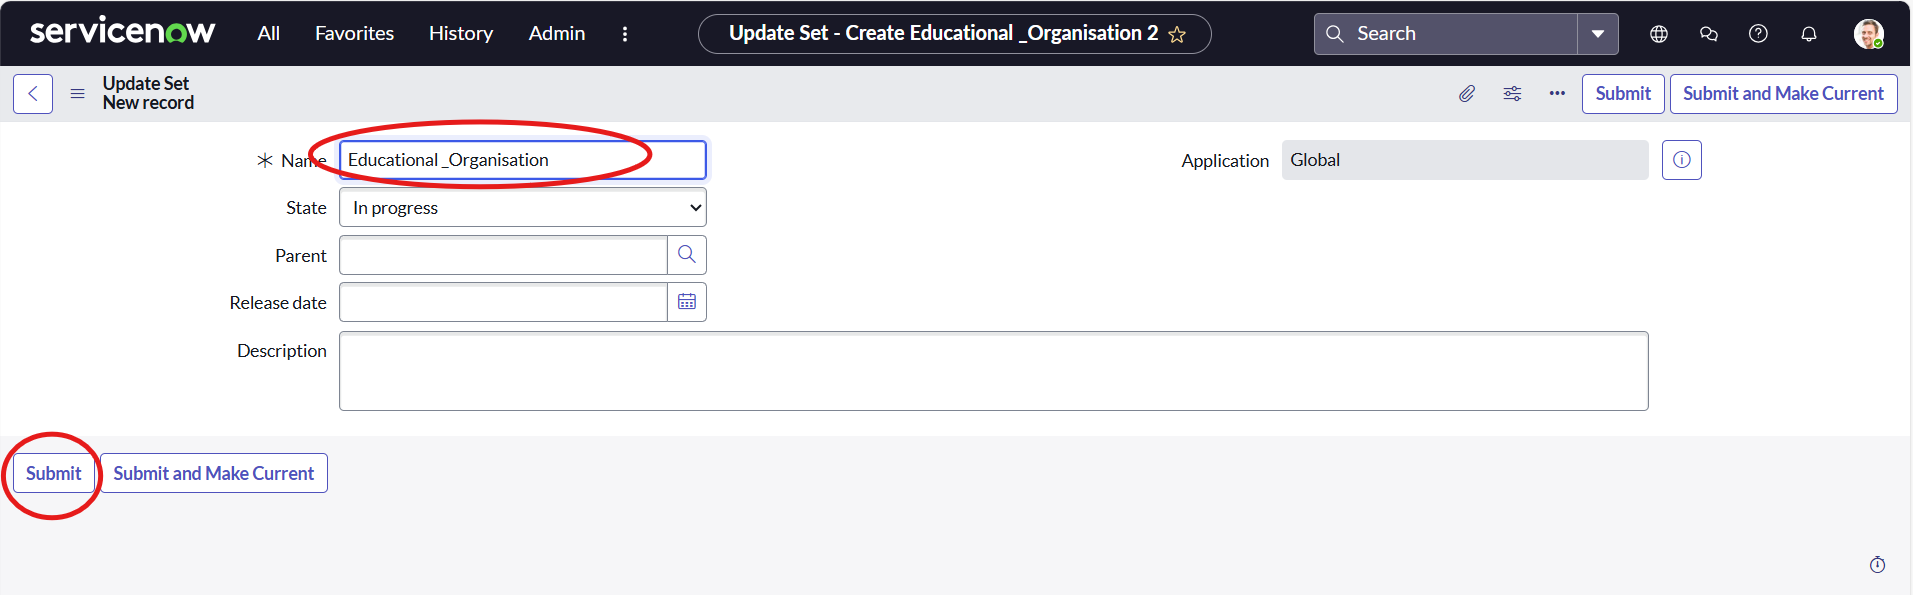 servicenow All Favorites History Admin Update Set - Create Educational _Organisation 2 Search
Update Set
New record
Submit Submit and Make Current
Name Educational _Organisation Application Global
State In progress
Parent
Release date
Description
Submit Submit and Make Current